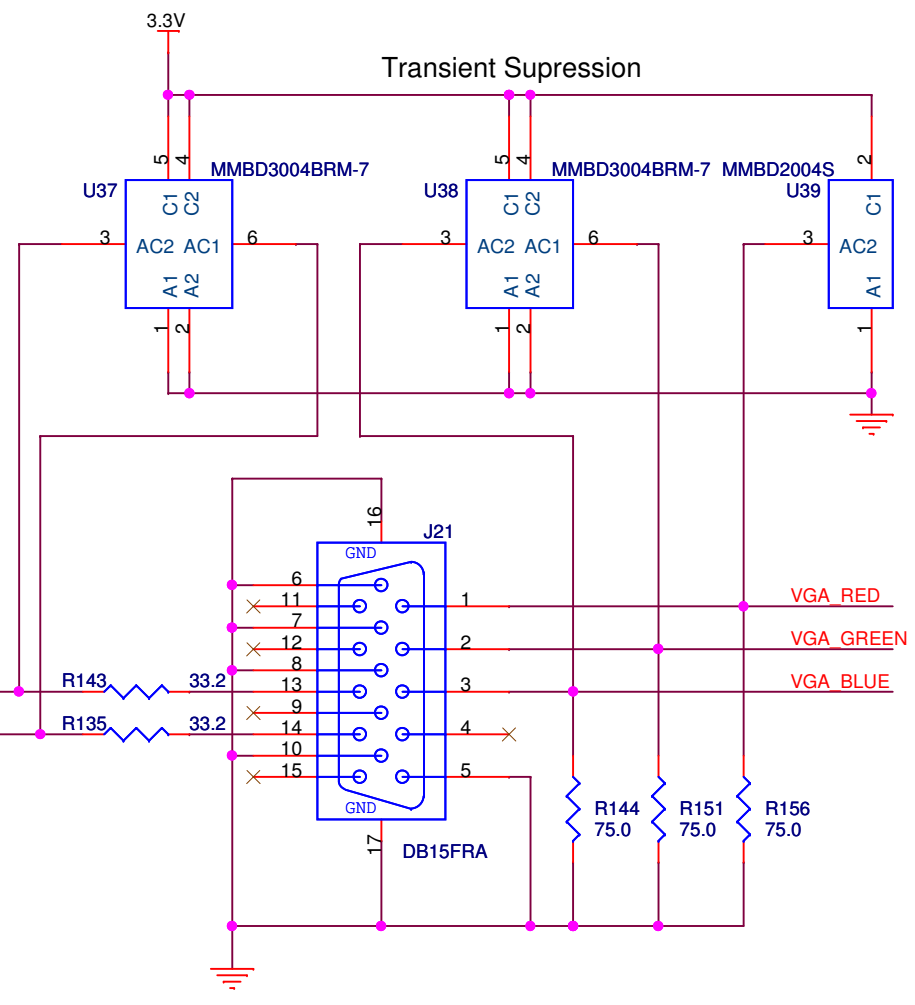 3.3V
Transient Supression
5
4
MMBD3004BRM-7
U37
C1
C2
3
AC2
AC1
6
A1
A2
1
2
5
4
MMBD3004BRM-7
U38
C1
C2
3
AC2
AC1
6
A1
A2
1
2
2
MMBD2004S
U39
C1
3
AC2
A1
1
16
J21
GND
6
11
1
VGA_RED
7
12
2
VGA_GREEN
8
R143
33.2
13
3
VGA_BLUE
9
R135
33.2
14
4
10
15
5
GND
17
DB15FRA
R144
75.0
R151
75.0
R156
75.0